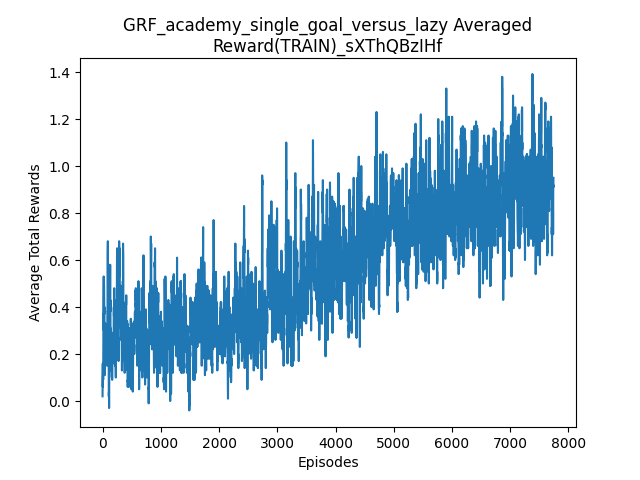 GRF_academy_single_goal_versus_lazy Averaged
Reward(TRAIN)_sXThQBzIHf
Average Total Rewards
1.4
1.2
1.0
0.8
0.6
0.4
0.2
0.0
0 1000 2000 3000 4000 5000 6000 7000 8000
Episodes